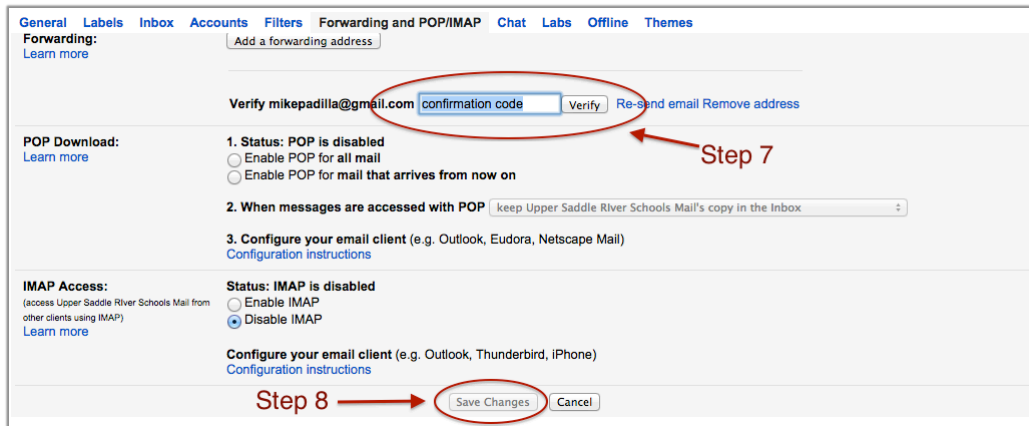 General Labels Inbox Accounts Filters Forwarding and POP/IMAP Chat Labs Offline Themes
Forwarding:
Learn more
Add a forwarding address
Verify mikepadilla@gmail.com confirmation code Verify Re-send email Remove address
Step 7
POP Download:
Learn more
1. Status: POP is disabled
Enable POP for all mail
Enable POP for mail that arrives from now on
2. When messages are accessed with POP keep Upper Saddle RIver Schools Mail's copy in the Inbox
3. Configure your email client (e.g. Outlook, Eudora, Netscape Mail)
Configuration instructions
IMAP Access:
(access Upper Saddle RIver Schools Mail from
other clients using IMAP)
Learn more
Status: IMAP is disabled
Enable IMAP
Disable IMAP
Configure your email client (e.g. Outlook, Thunderbird, iPhone)
Configuration instructions
Step 8
Save Changes Cancel